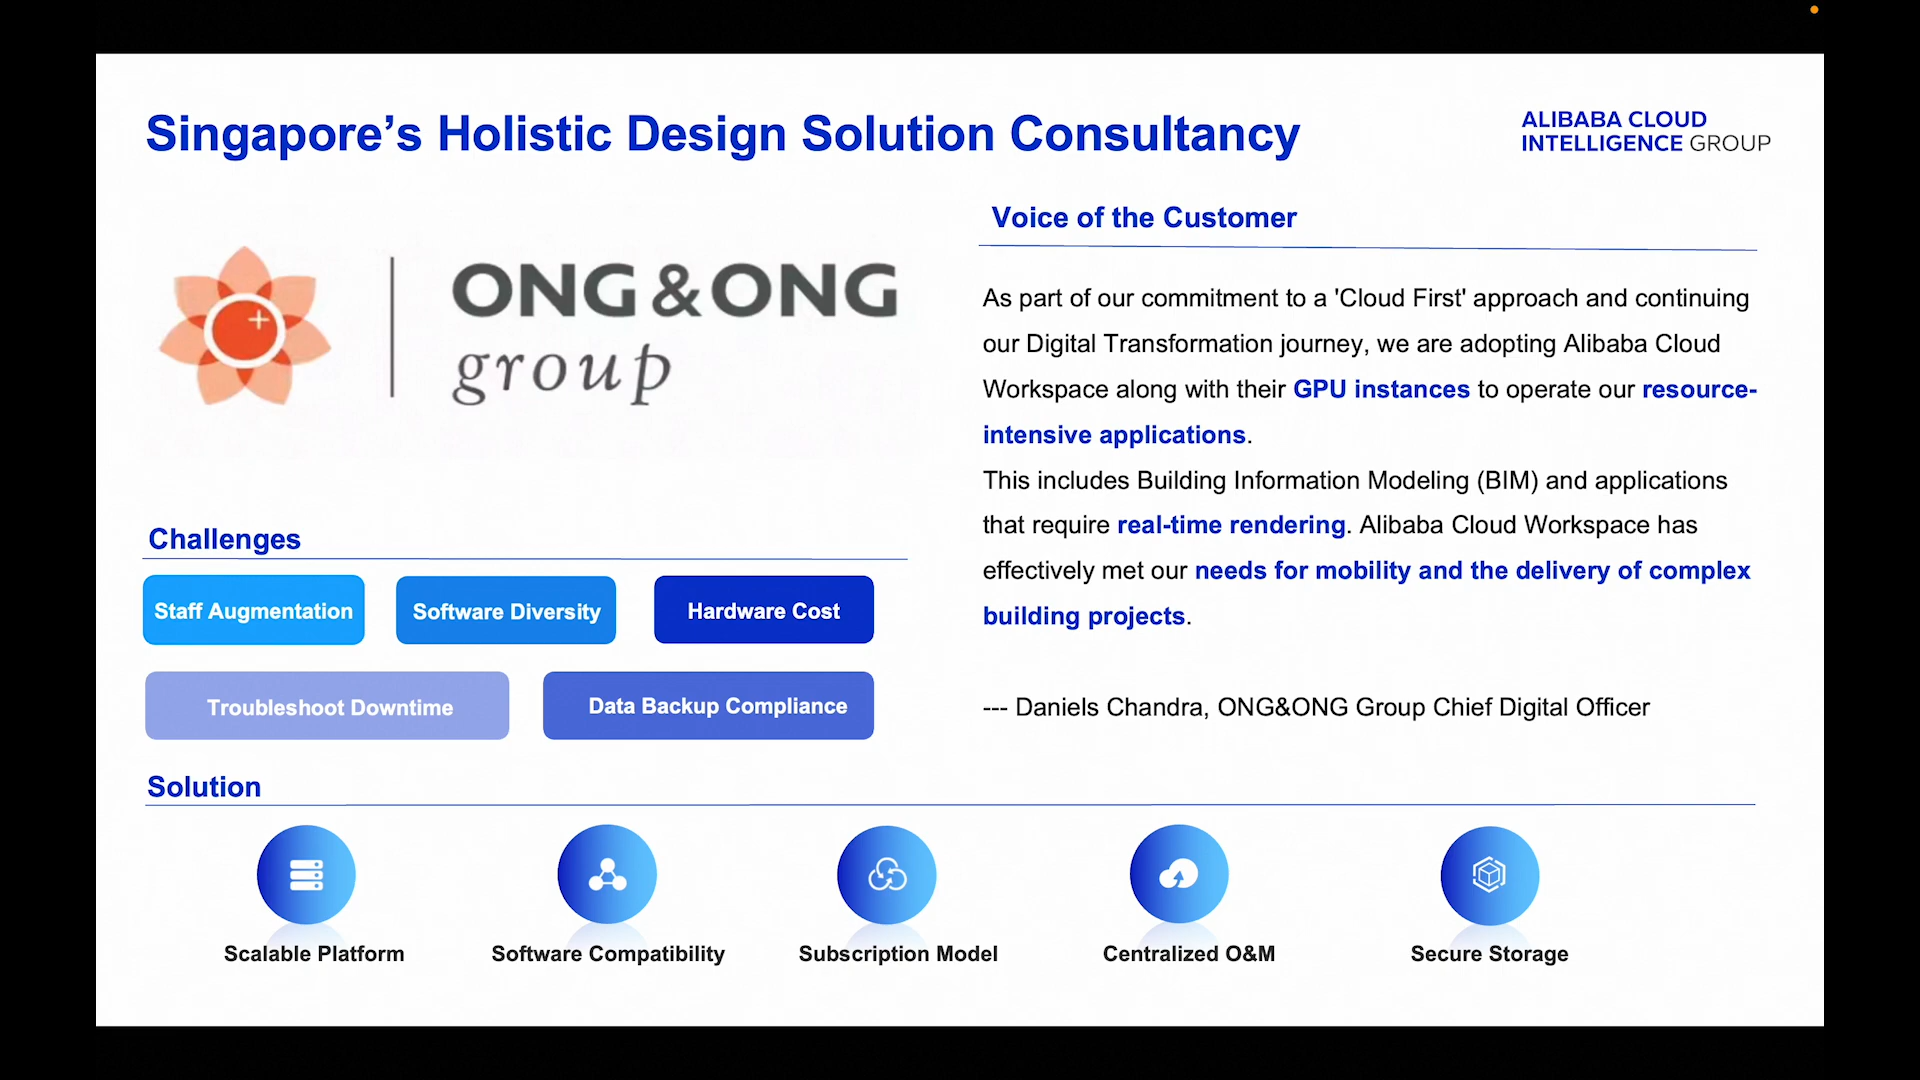 Singapore’s Holistic Design Solution Consultancy
ALIBABA CLOUD
INTELLIGENCE GROUP
ONG&ONG
group
Voice of the Customer
As part of our commitment to a 'Cloud First' approach and continuing
our Digital Transformation journey, we are adopting Alibaba Cloud
Workspace along with their GPU instances to operate our resource-
intensive applications.
This includes Building Information Modeling (BIM) and applications
that require real-time rendering. Alibaba Cloud Workspace has
effectively met our needs for mobility and the delivery of complex
building projects.
--- Daniels Chandra, ONG&ONG Group Chief Digital Officer
Challenges
Staff Augmentation
Software Diversity
Hardware Cost
Troubleshoot Downtime
Data Backup Compliance
Solution
Scalable Platform
Software Compatibility
Subscription Model
Centralized O&M
Secure Storage